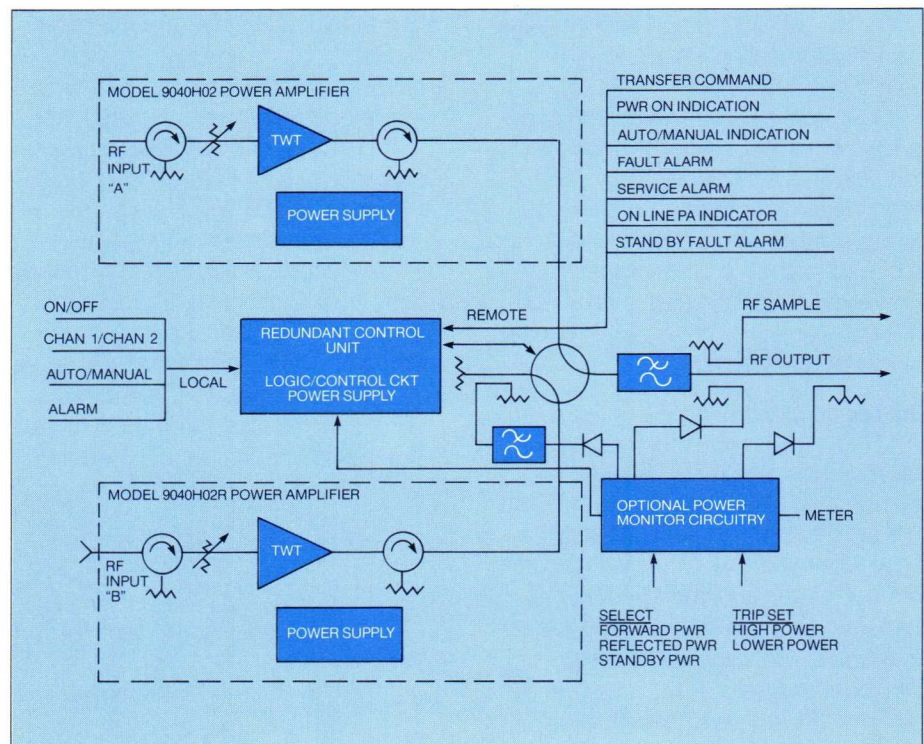 MODEL 9040H02 POWER AMPLIFIER
RF
INPUT
"A"
TWT
POWER SUPPLY
TRANSFER COMMAND
PWR ON INDICATION
AUTO/MANUAL INDICATION
FAULT ALARM
SERVICE ALARM
ON LINE PA INDICATOR
STAND BY FAULT ALARM
ON/OFF
CHAN 1/CHAN 2
AUTO/MANUAL
ALARM
LOCAL
REDUNDANT CONTROL
UNIT
LOGIC/CONTROL CKT
POWER SUPPLY
REMOTE
RF SAMPLE
RF OUTPUT
OPTIONAL POWER
MONITOR CIRCUITRY
METER
SELECT
FORWARD PWR
REFLECTED PWR
STANDBY PWR
TRIP SET
HIGH POWER
LOWER POWER
MODEL 9040H02R POWER AMPLIFIER
RF
INPUT
"B"
TWT
POWER SUPPLY